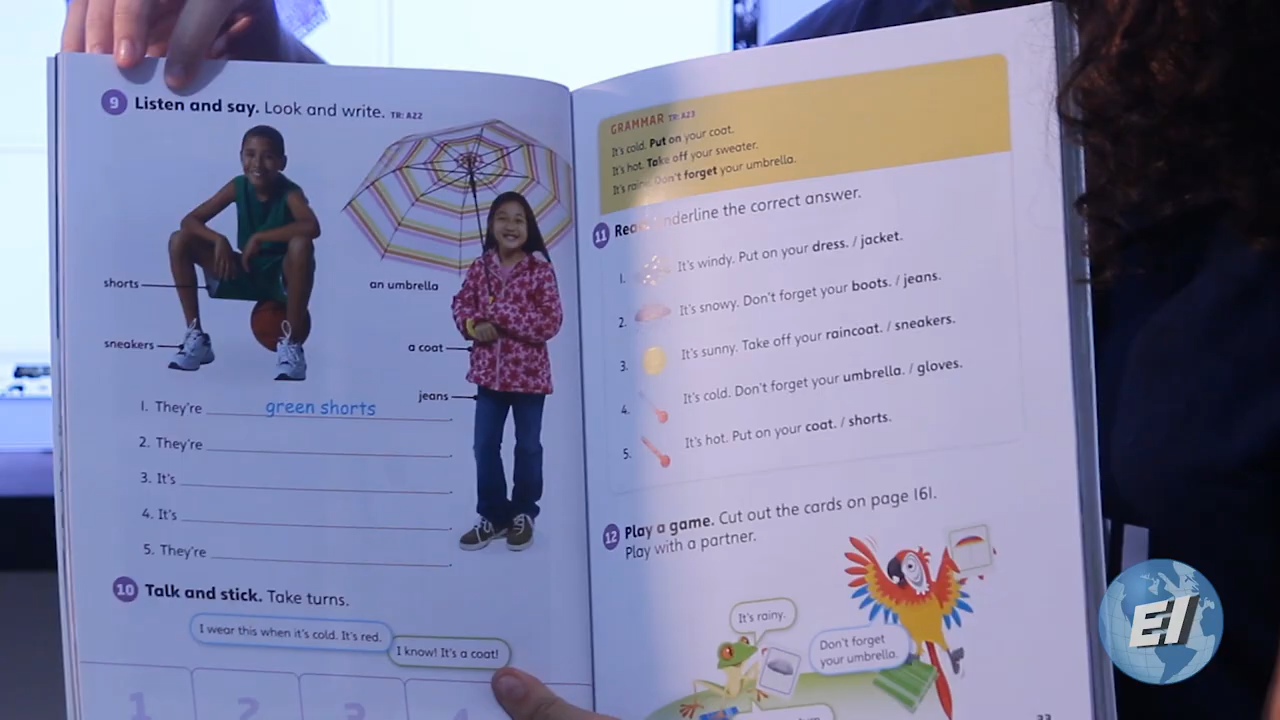 9 Listen and say. Look and write. TR: A22
shorts
sneakers
an umbrella
a coat
jeans
1. They're green shorts.
2. They're .
3. It's .
4. It's .
5. They're .
10 Talk and stick. Take turns.
I wear this when it's cold. It's red.
I know! It's a coat!
1 2 3 4
GRAMMAR TR: A23
It's cold. Put on your coat.
It's hot. Take off your sweater.
It's Don't forget your umbrella.
11 underline the correct answer.
1. It's windy. Put on your dress. / jacket.
2. It's snowy. Don't forget your boots. / jeans.
3. It's sunny. Take off your raincoat. / sneakers.
4. It's cold. Don't forget your umbrella. / gloves.
5. It's hot. Put on your coat. / shorts.
12 Play a game. Cut out the cards on page 161.
Play with a partner.
It's rainy.
Don't forget
your umbrella.
EI